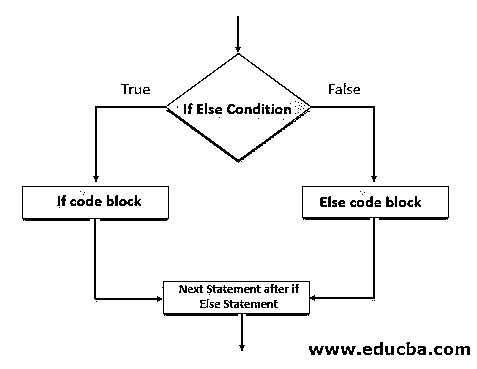 If Else Condition
True
False
If code block
Else code block
Next Statement after if
Else Statement
www.educba.com